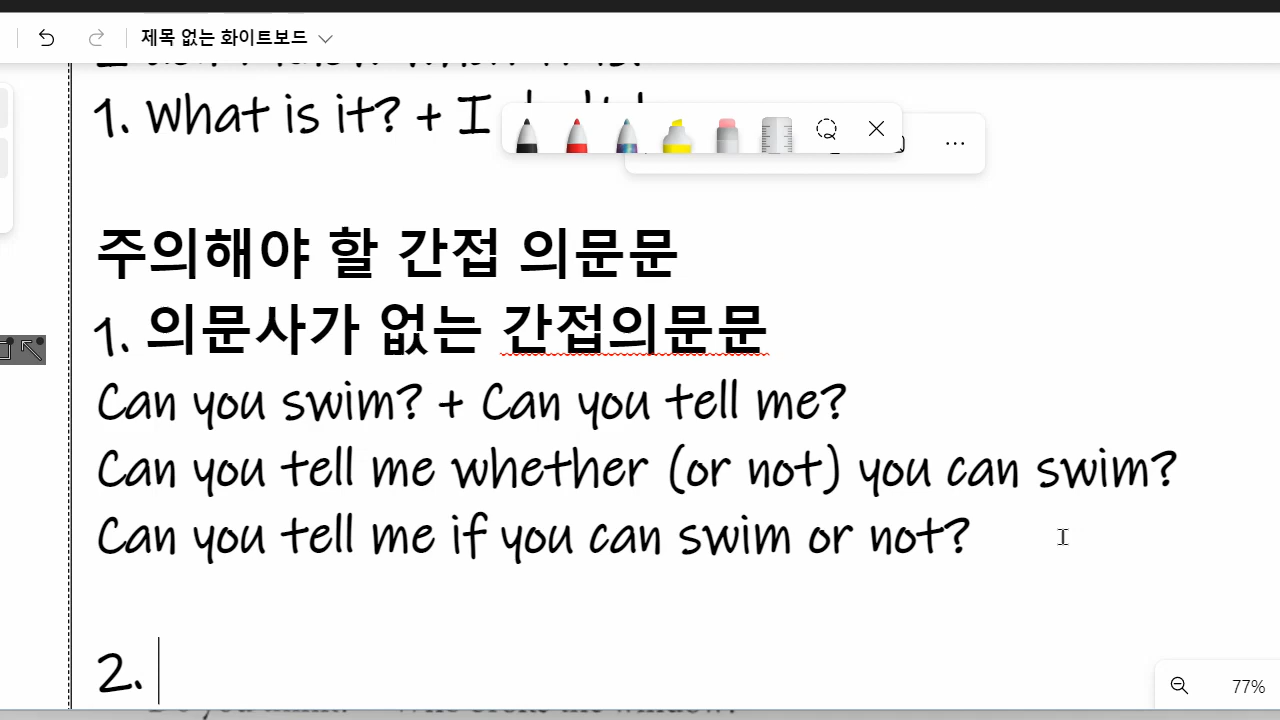 제목 없는 화이트보드
1. What is it? + I
주의해야 할 간접 의문문
1. 의문사가 없는 간접의문문
Can you swim? + Can you tell me?
Can you tell me whether (or not) you can swim?
Can you tell me if you can swim or not?
2.
77%